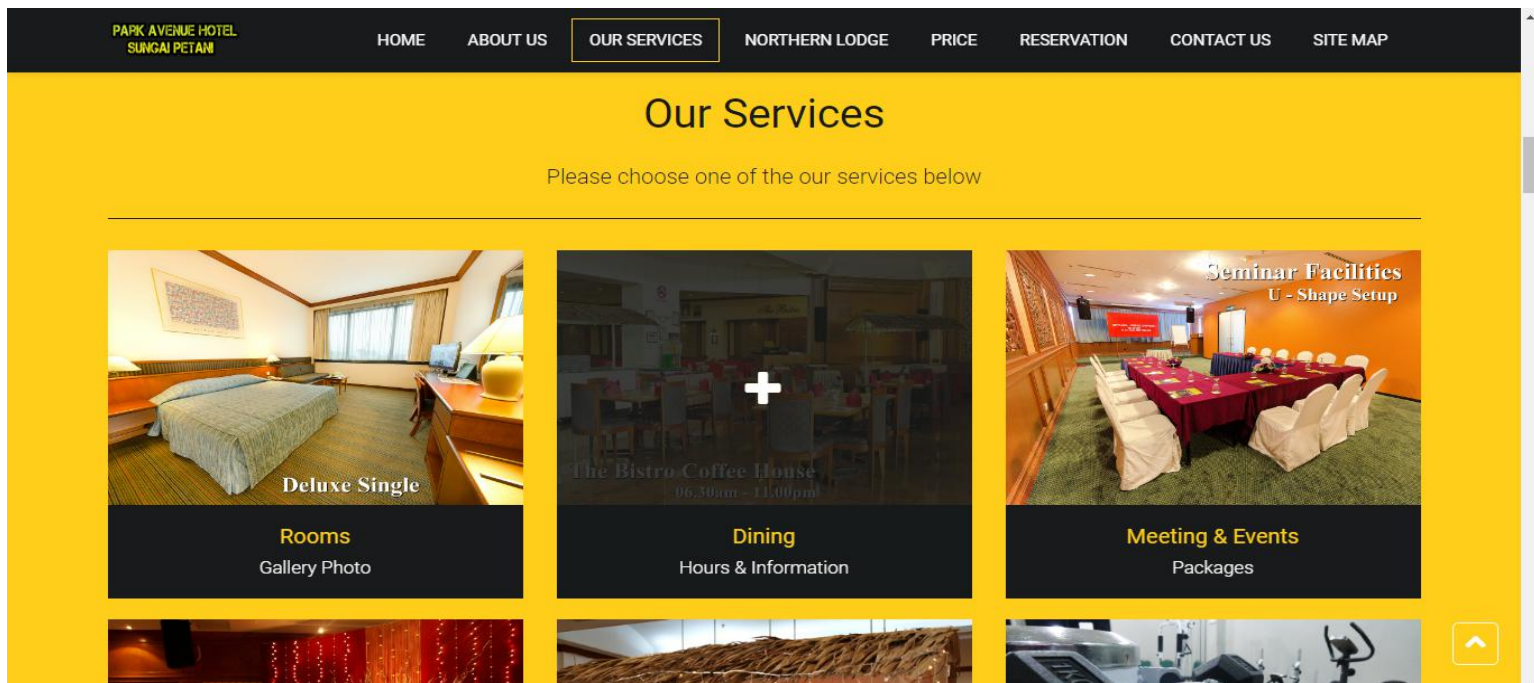 PARK AVENUE HOTEL
SUNGAI PETANI
HOME ABOUT US OUR SERVICES NORTHERN LODGE PRICE RESERVATION CONTACT US SITE MAP
Our Services
Please choose one of the our services below
Deluxe Single
The Bistro Coffee House
06.30am - 11.00pm
Seminar Facilities
U - Shape Setup
Rooms
Gallery Photo
Dining
Hours & Information
Meeting & Events
Packages